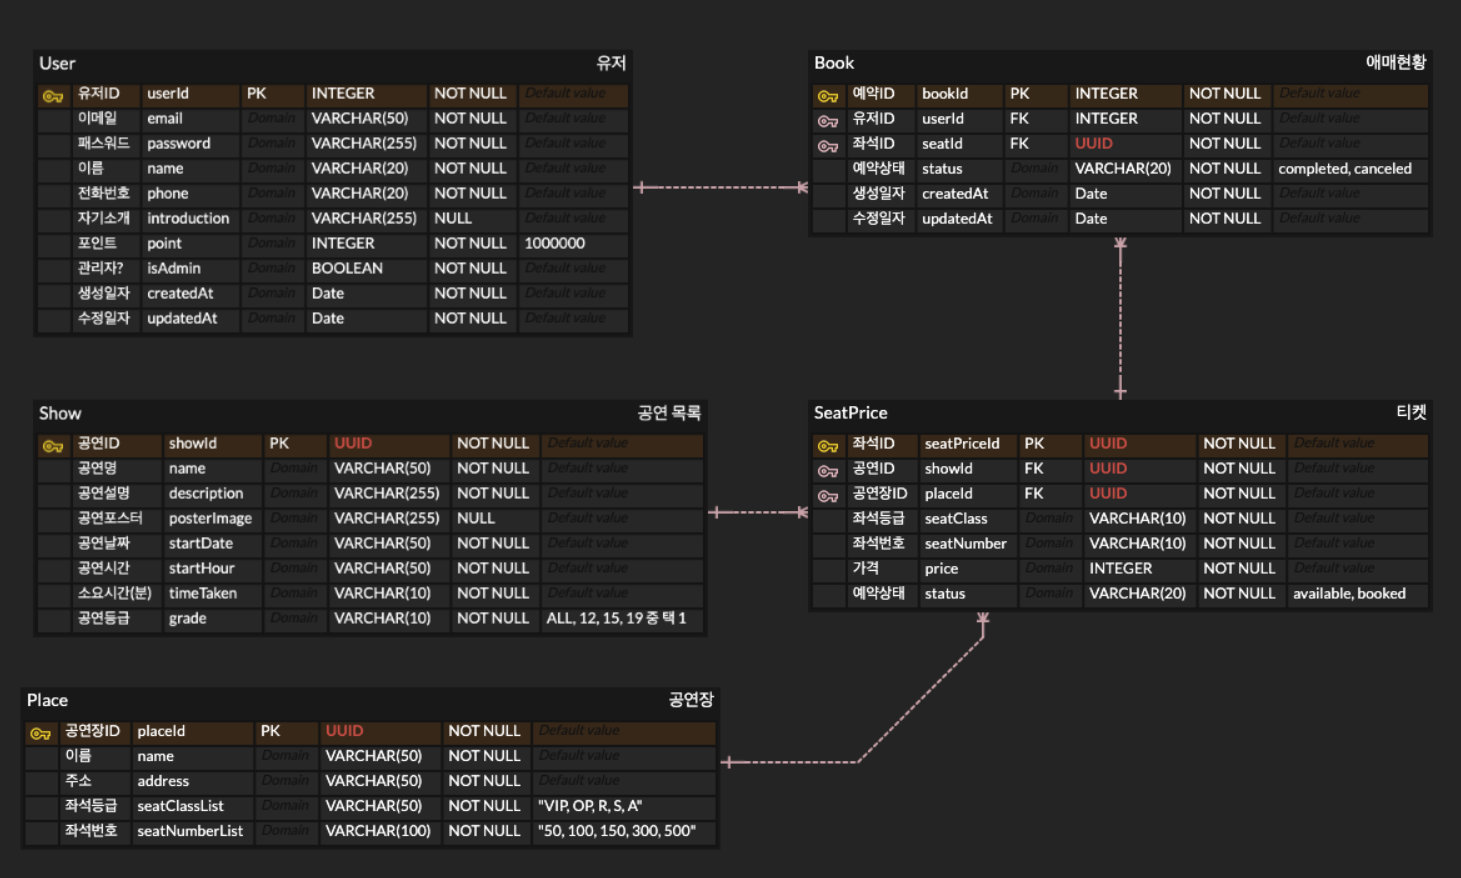 User 유저
유저ID userId PK INTEGER NOT NULL Default value
이메일 email Domain VARCHAR(50) NOT NULL Default value
패스워드 password Domain VARCHAR(255) NOT NULL Default value
이름 name Domain VARCHAR(20) NOT NULL Default value
전화번호 phone Domain VARCHAR(20) NOT NULL Default value
자기소개 introduction Domain VARCHAR(255) NULL Default value
포인트 point Domain INTEGER NOT NULL 1000000
관리자? isAdmin Domain BOOLEAN NOT NULL Default value
생성일자 createdAt Domain Date NOT NULL Default value
수정일자 updatedAt Domain Date NOT NULL Default value
Book 애매현황
예약ID bookId PK INTEGER NOT NULL Default value
유저ID userId FK INTEGER NOT NULL Default value
좌석ID seatId FK UUID NOT NULL Default value
예약상태 status Domain VARCHAR(20) NOT NULL completed, canceled
생성일자 createdAt Domain Date NOT NULL Default value
수정일자 updatedAt Domain Date NOT NULL Default value
Show 공연 목록
공연ID showId PK UUID NOT NULL Default value
공연명 name Domain VARCHAR(50) NOT NULL Default value
공연설명 description Domain VARCHAR(255) NOT NULL Default value
공연포스터 posterImage Domain VARCHAR(255) NULL Default value
공연날짜 startDate Domain VARCHAR(50) NOT NULL Default value
공연시간 startHour Domain VARCHAR(50) NOT NULL Default value
소요시간(분) timeTaken Domain VARCHAR(10) NOT NULL Default value
공연등급 grade Domain VARCHAR(10) NOT NULL ALL, 12, 15, 19 중 택 1
SeatPrice 티켓
좌석ID seatPriceId PK UUID NOT NULL Default value
공연ID showId FK UUID NOT NULL Default value
공연장ID placeId FK UUID NOT NULL Default value
좌석등급 seatClass Domain VARCHAR(10) NOT NULL Default value
좌석번호 seatNumber Domain VARCHAR(10) NOT NULL Default value
가격 price Domain INTEGER NOT NULL Default value
예약상태 status Domain VARCHAR(20) NOT NULL available, booked
Place 공연장
공연장ID placeId PK UUID NOT NULL Default value
이름 name Domain VARCHAR(50) NOT NULL Default value
주소 address Domain VARCHAR(50) NOT NULL Default value
좌석등급 seatClassList Domain VARCHAR(50) NOT NULL "VIP, OP, R, S, A"
좌석번호 seatNumberList Domain VARCHAR(100) NOT NULL "50, 100, 150, 300, 500"